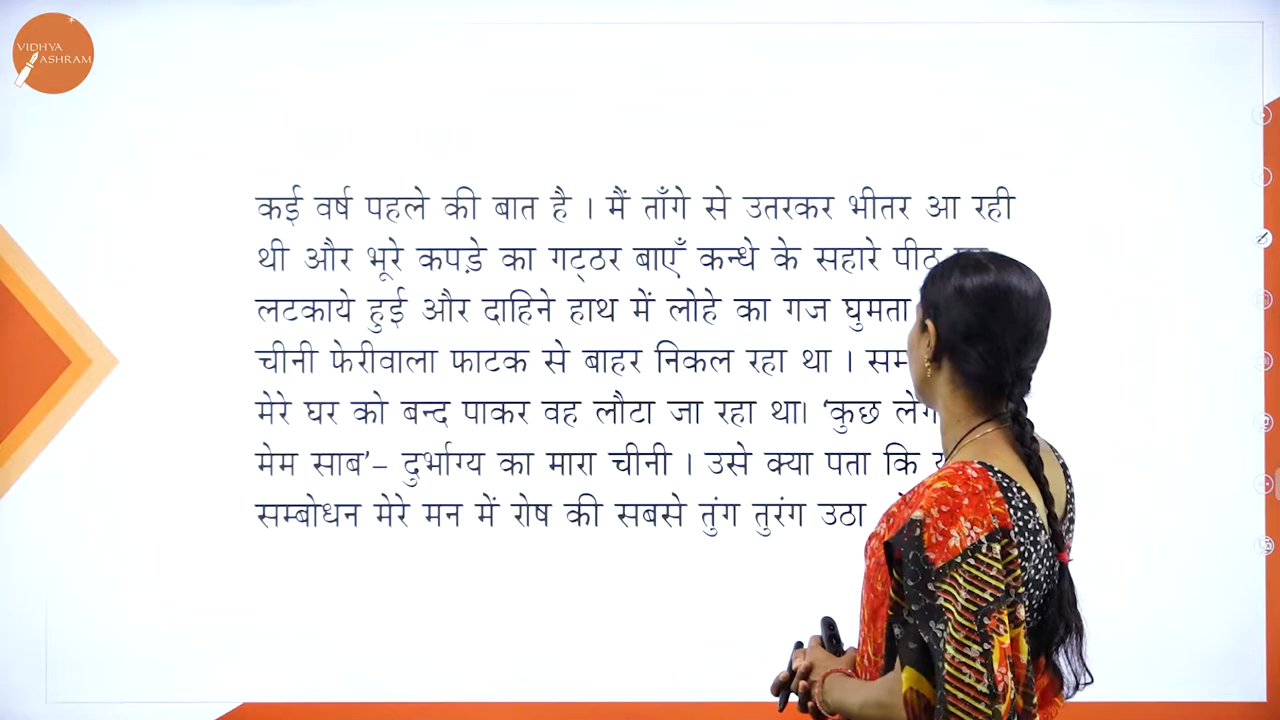 VIDHYA
ASHRAM
कई वर्ष पहले की बात है । मैं ताँगे से उतरकर भीतर आ रही
थी और भूरे कपड़े का गट्ठर बाएँ कन्धे के सहारे पीठ
लटकाये हुई और दाहिने हाथ में लोहे का गज घुमता
चीनी फेरीवाला फाटक से बाहर निकल रहा था ।
मेरे घर को बन्द पाकर वह लौटा जा रहा था। ‘कुछ
मेम साब’– दुर्भाग्य का मारा चीनी । उसे क्या पता कि
सम्बोधन मेरे मन में रोष की सबसे तुंग तुरंग उठा